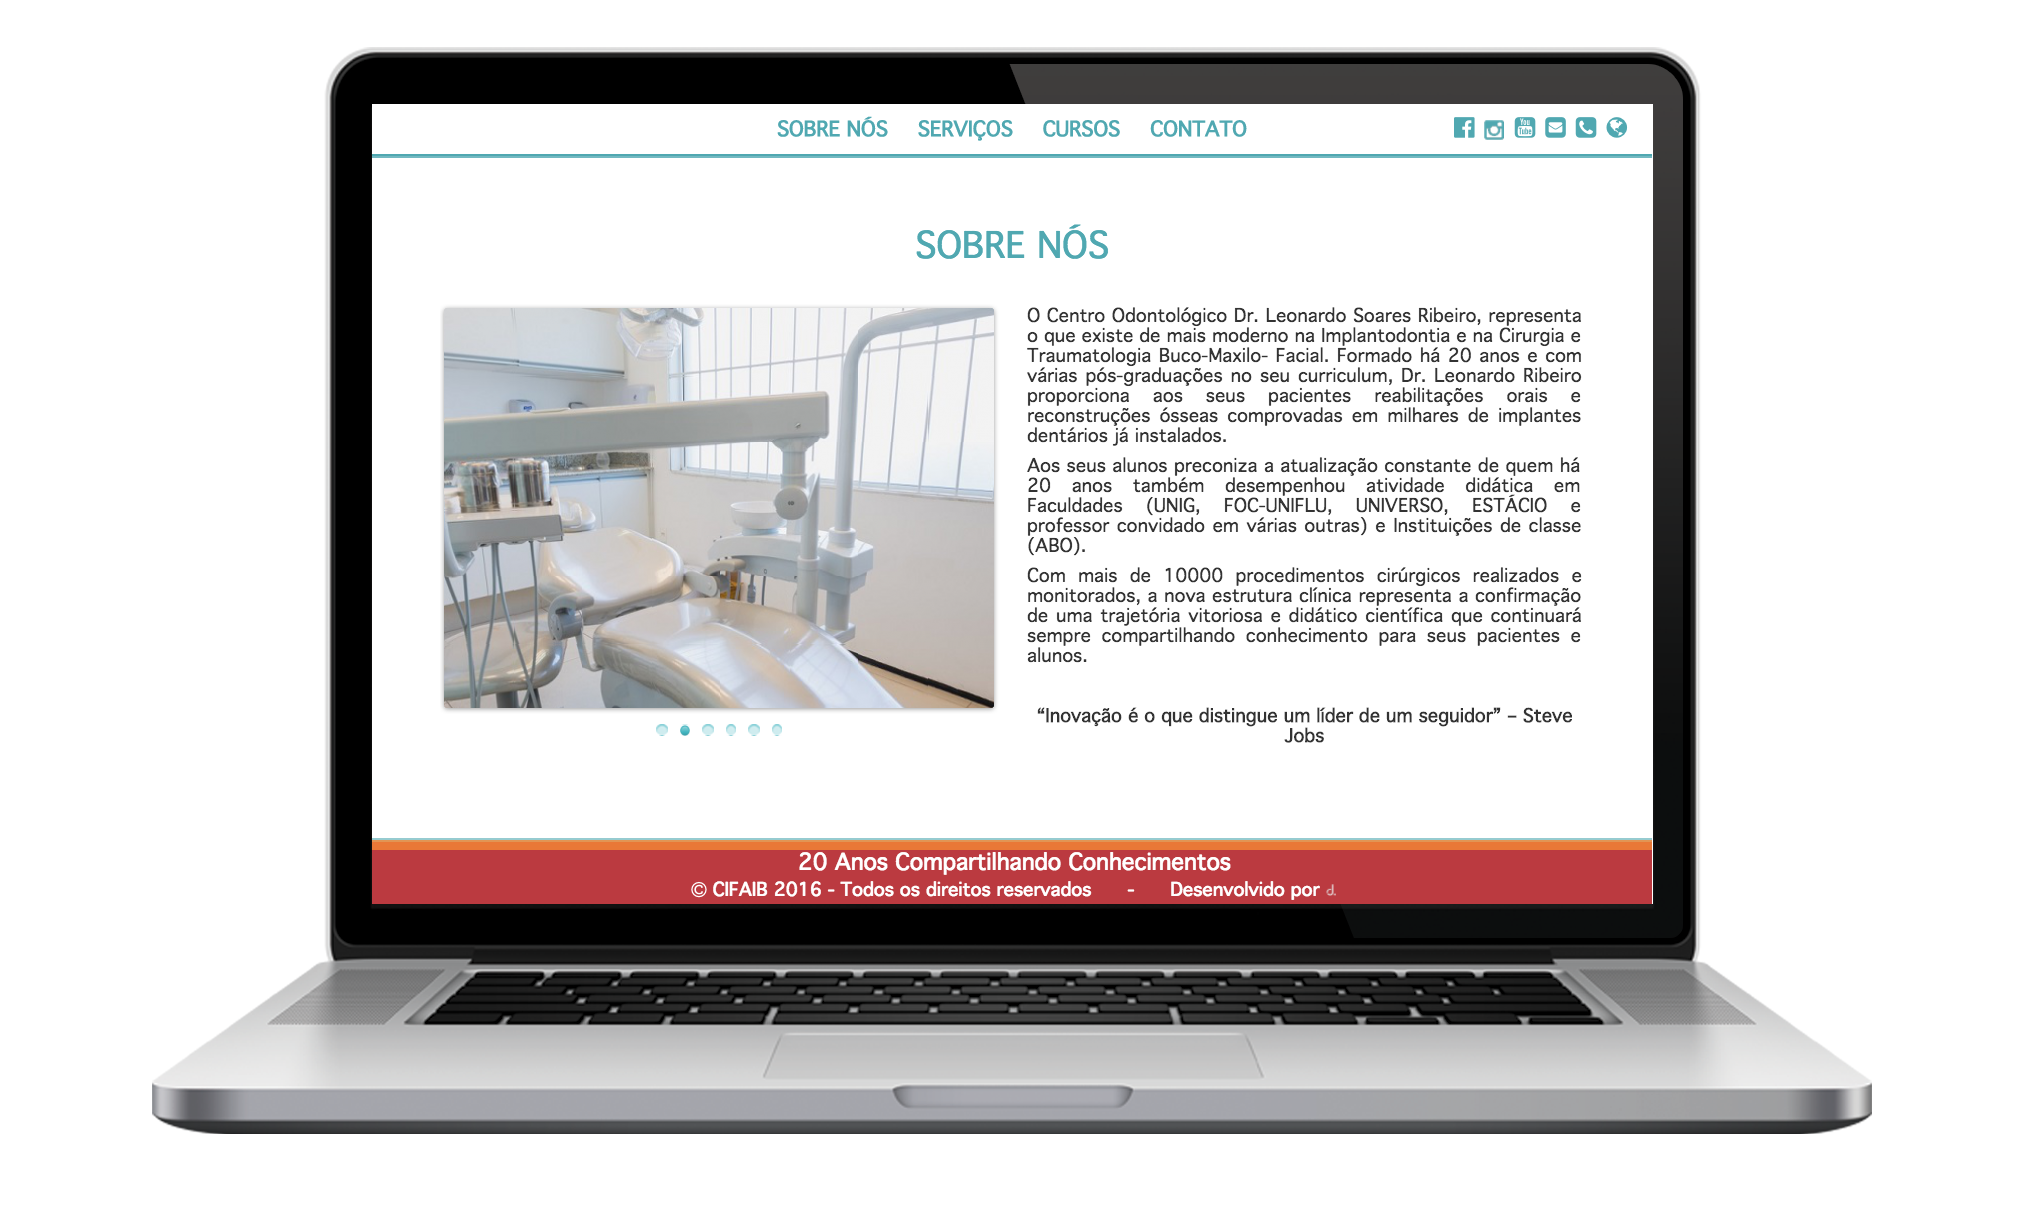 SOBRE NÓS SERVIÇOS CURSOS CONTATO
You Tube
SOBRE NÓS
O Centro Odontológico Dr. Leonardo Soares Ribeiro, representa
o que existe de mais moderno na Implantodontia e na Cirurgia e
Traumatologia Buco-Maxilo- Facial. Formado há 20 anos e com
várias pós-graduações no seu curriculum, Dr. Leonardo Ribeiro
proporciona aos seus pacientes reabilitações orais e
reconstruções ósseas comprovadas em milhares de implantes
dentários já instalados.
Aos seus alunos preconiza a atualização constante de quem há
20 anos também desempenhou atividade didática em
Faculdades (UNIG, FOC-UNIFLU, UNIVERSO, ESTÁCIO e
professor convidado em várias outras) e Instituições de classe
(ABO).
Com mais de 10000 procedimentos cirúrgicos realizados e
monitorados, a nova estrutura clínica representa a confirmação
de uma trajetória vitoriosa e didático científica que continuará
sempre compartilhando conhecimento para seus pacientes e
alunos.
“Inovação é o que distingue um líder de um seguidor” – Steve
Jobs
20 Anos Compartilhando Conhecimentos
© CIFAIB 2016 - Todos os direitos reservados - Desenvolvido por d.